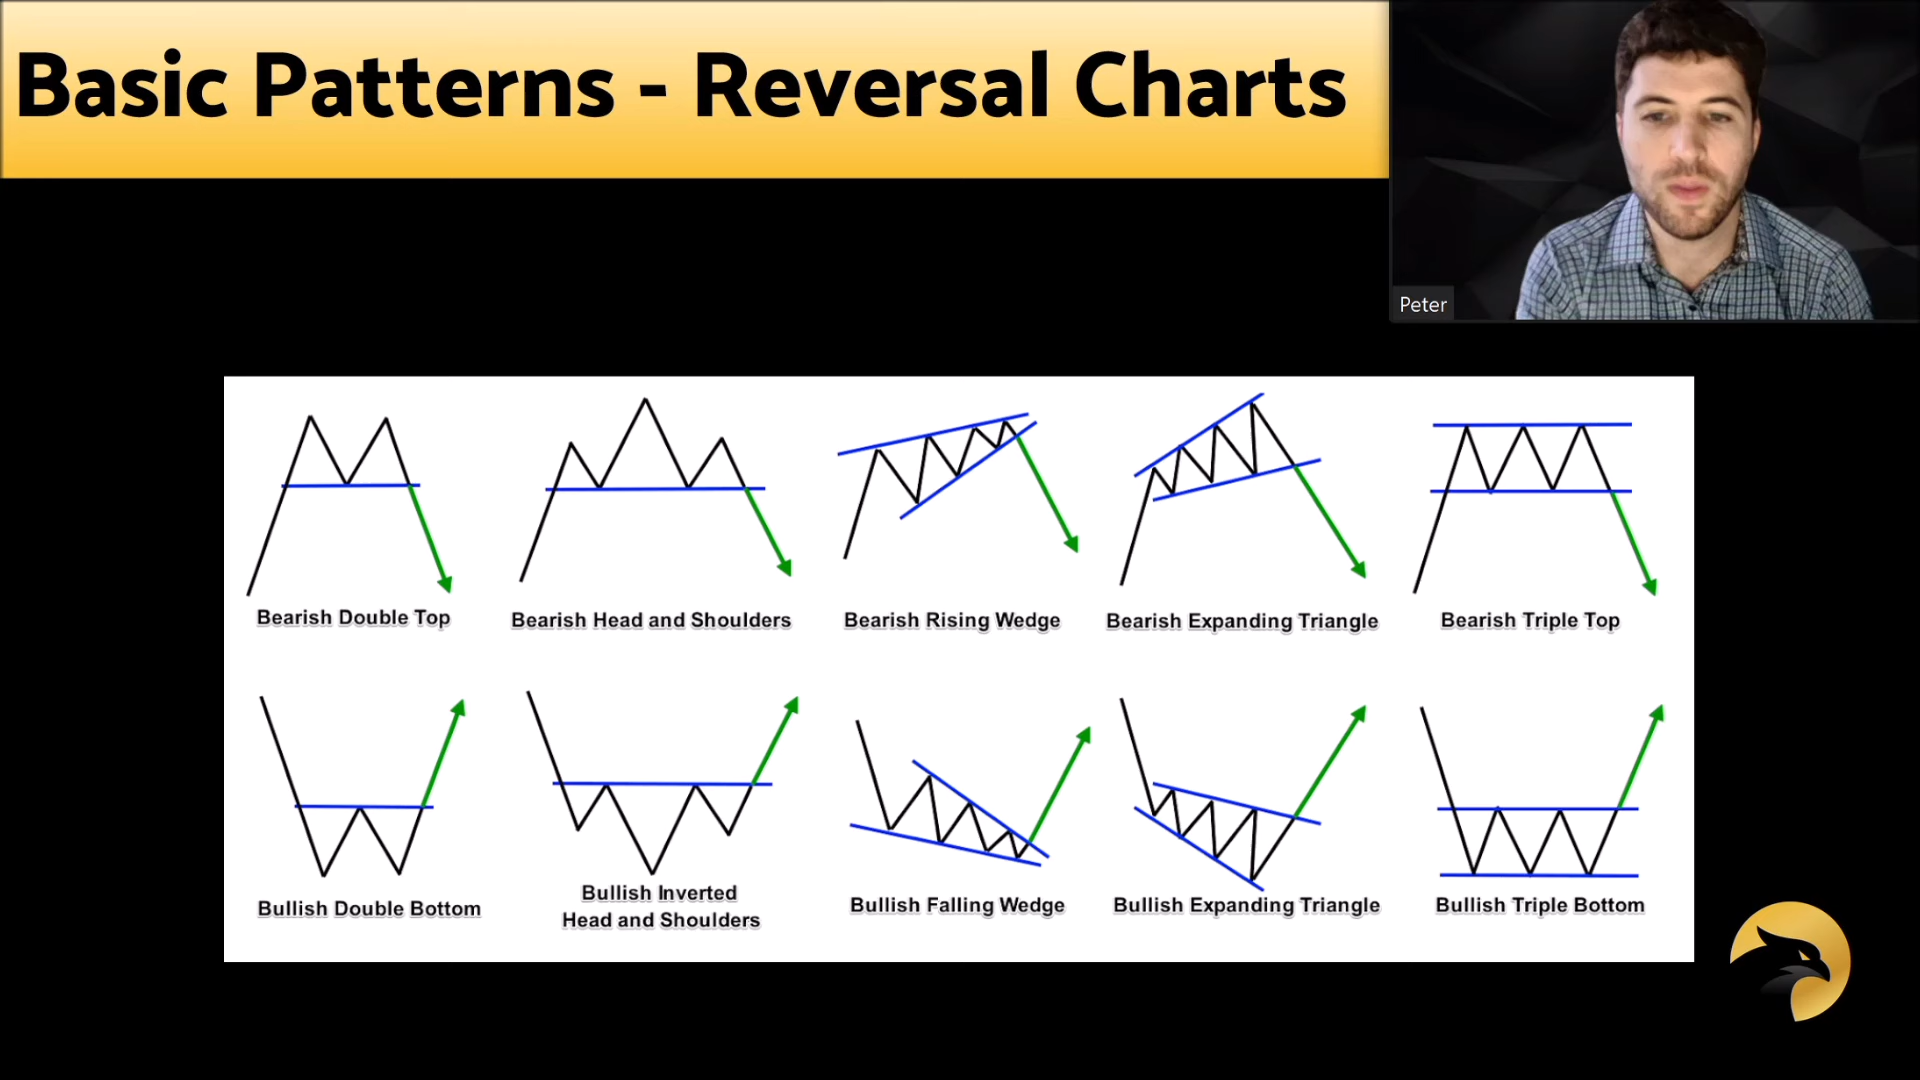 Basic Patterns - Reversal Charts
Peter
Bearish Double Top
Bearish Head and Shoulders
Bearish Rising Wedge
Bearish Expanding Triangle
Bearish Triple Top
Bullish Double Bottom
Bullish Inverted
Head and Shoulders
Bullish Falling Wedge
Bullish Expanding Triangle
Bullish Triple Bottom